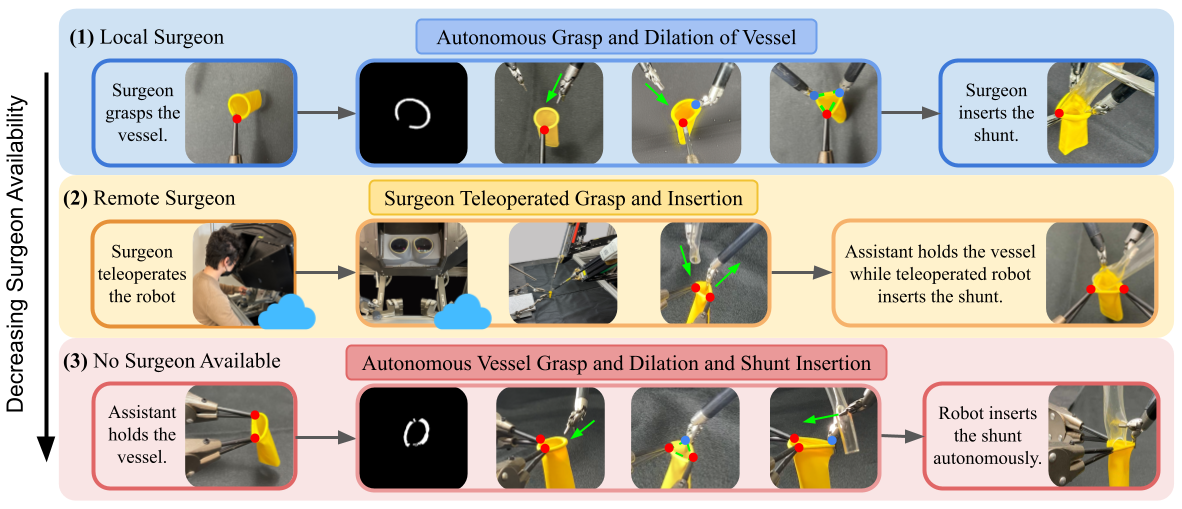 Decreasing Surgeon Availability
(1) Local Surgeon
Autonomous Grasp and Dilation of Vessel
Surgeon
grasps the
vessel.
Surgeon
inserts the
shunt.
(2) Remote Surgeon
Surgeon Teleoperated Grasp and Insertion
Surgeon
teleoperates
the robot
Assistant holds the vessel
while teleoperated robot
inserts the shunt.
(3) No Surgeon Available
Autonomous Vessel Grasp and Dilation and Shunt Insertion
Assistant
holds the
vessel.
Robot inserts
the shunt
autonomously.